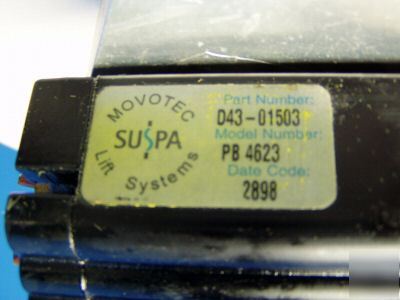 MOVOTEC
SUSPA
Lift Systems
Part Number:
D43-01503
Model Number:
PB 4623
Date Code:
2898